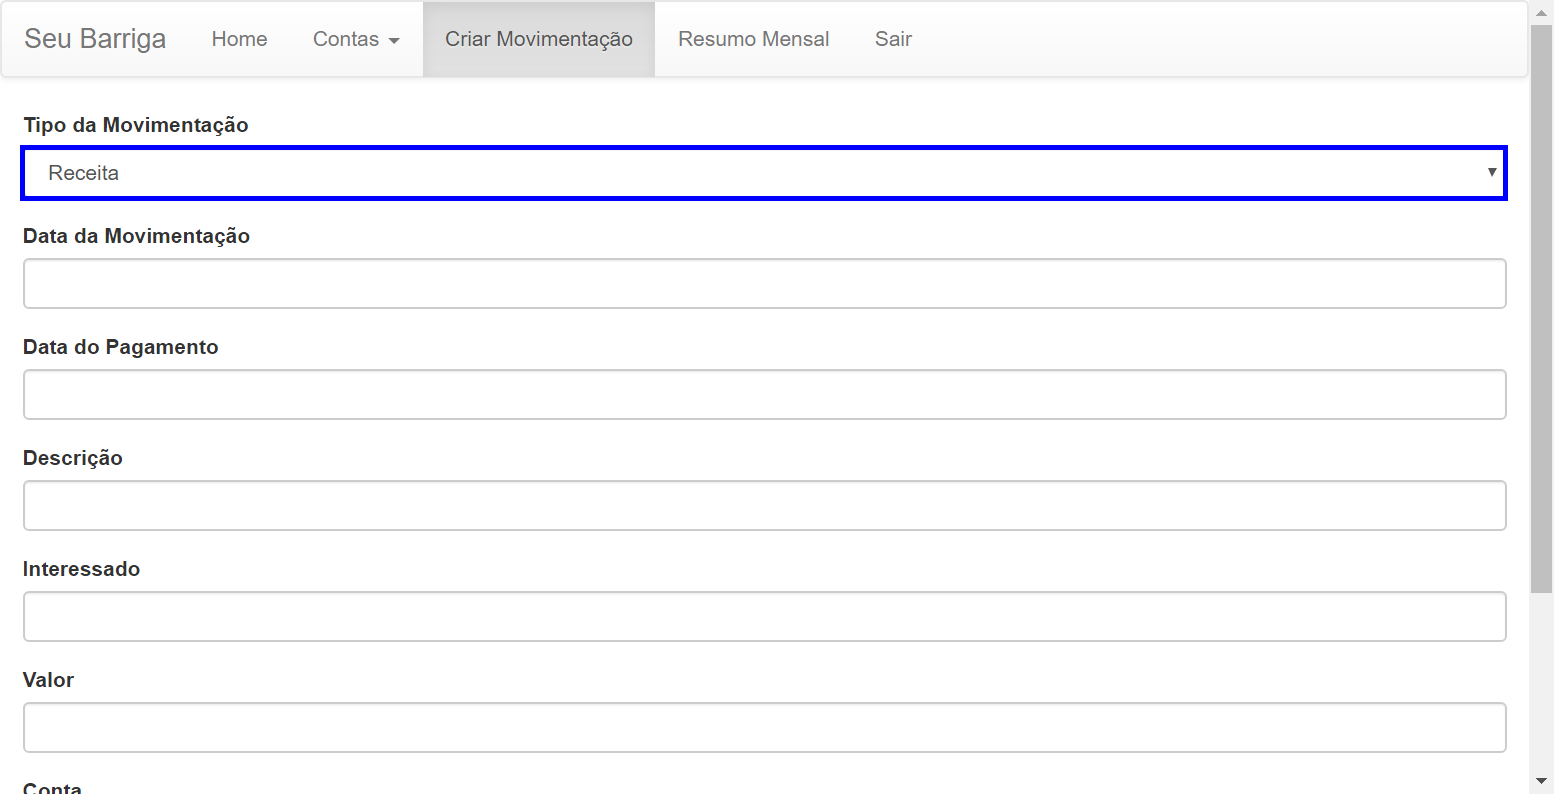 Seu Barriga Home Contas Criar Movimentação Resumo Mensal Sair
Tipo da Movimentação
Receita
Data da Movimentação
Data do Pagamento
Descrição
Interessado
Valor
Conta